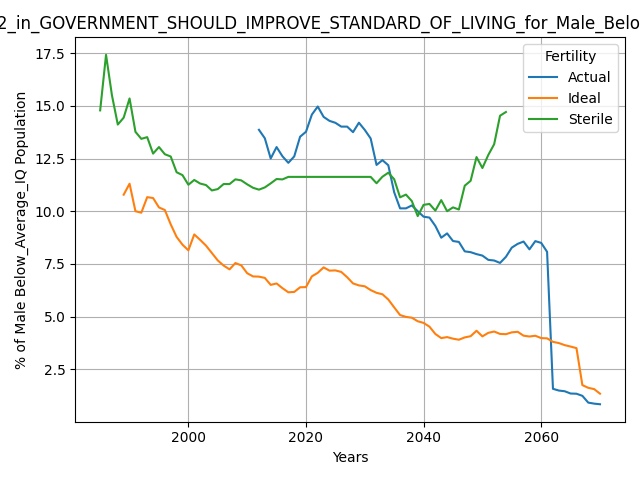 2_in_GOVERNMENT_SHOULD_IMPROVE_STANDARD_OF_LIVING_for_Male_Belo
17.5
15.0
12.5
10.0
7.5
5.0
2.5
% of Male Below_Average_IQ Population
Fertility
Actual
Ideal
Sterile
2000
2020
2040
2060
Years